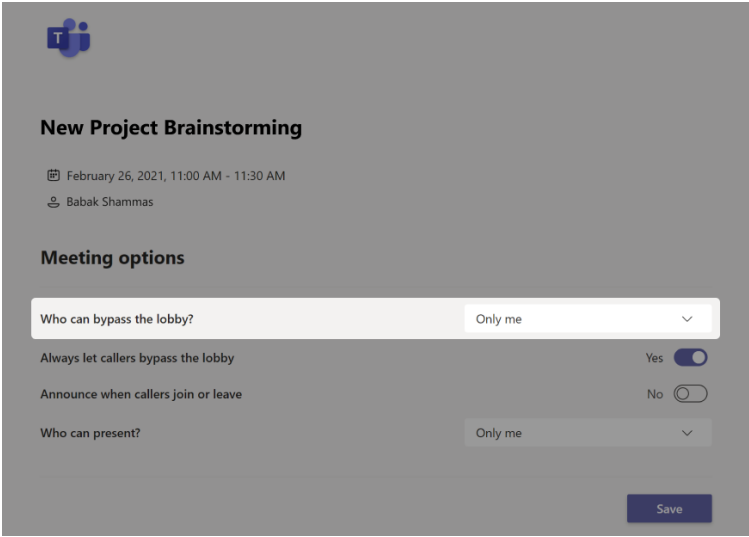 T
New Project Brainstorming
February 26, 2021, 11:00 AM - 11:30 AM
Babak Shammas
Meeting options
Who can bypass the lobby? Only me
Always let callers bypass the lobby Yes
Announce when callers join or leave No
Who can present? Only me
Save